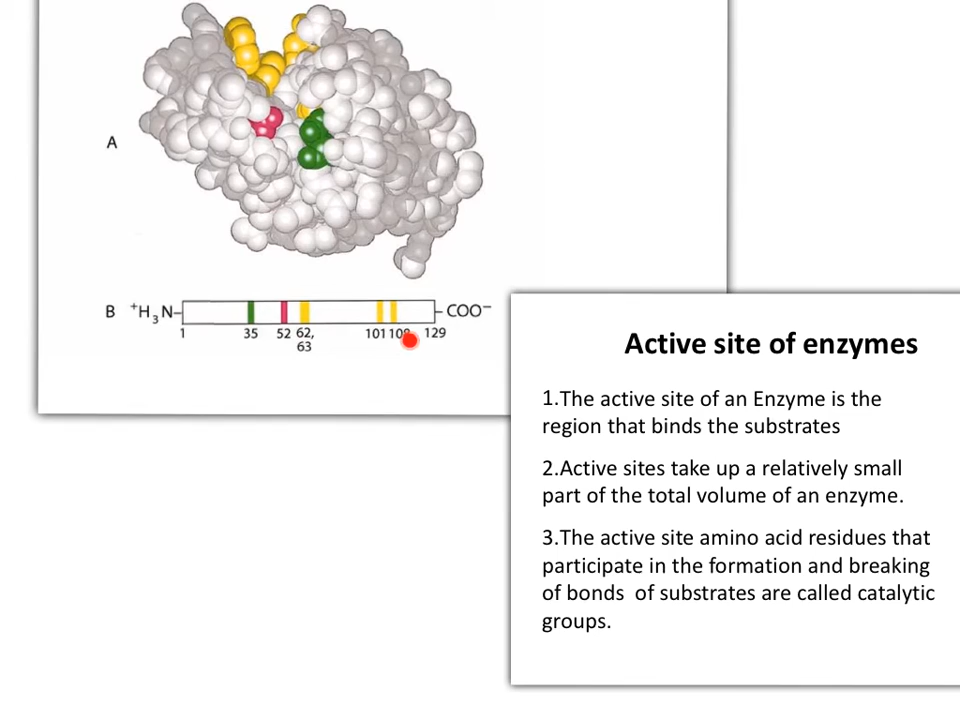 A
B +H3N- -COO−
1 35 52 62, 101 108 129
63
Active site of enzymes
1.The active site of an Enzyme is the
region that binds the substrates
2.Active sites take up a relatively small
part of the total volume of an enzyme.
3.The active site amino acid residues that
participate in the formation and breaking
of bonds of substrates are called catalytic
groups.